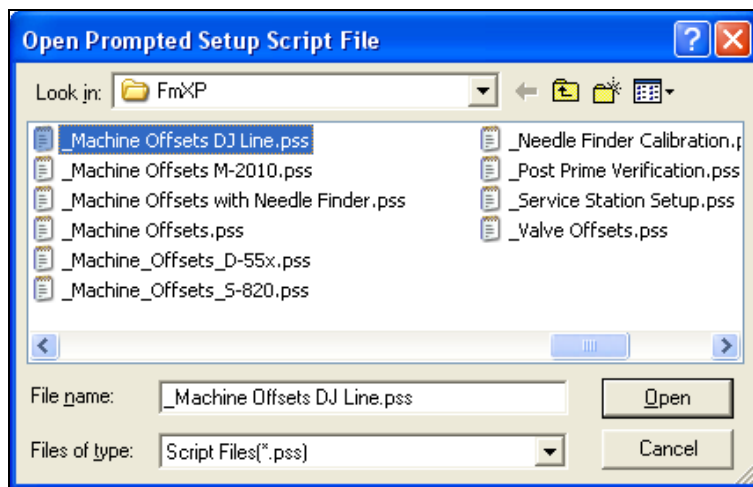 Open Prompted Setup Script File
Look in: FmXP
_Machine Offsets DJ Line.pss
_Machine Offsets M-2010.pss
_Machine Offsets with Needle Finder.pss
_Machine Offsets.pss
_Machine_Offsets_D-55x.pss
_Machine_Offsets_S-820.pss
_Needle Finder Calibration.p
_Post Prime Verification.pss
_Service Station Setup.pss
_Valve Offsets.pss
File name: _Machine Offsets DJ Line.pss Open
Files of type: Script Files(*.pss) Cancel